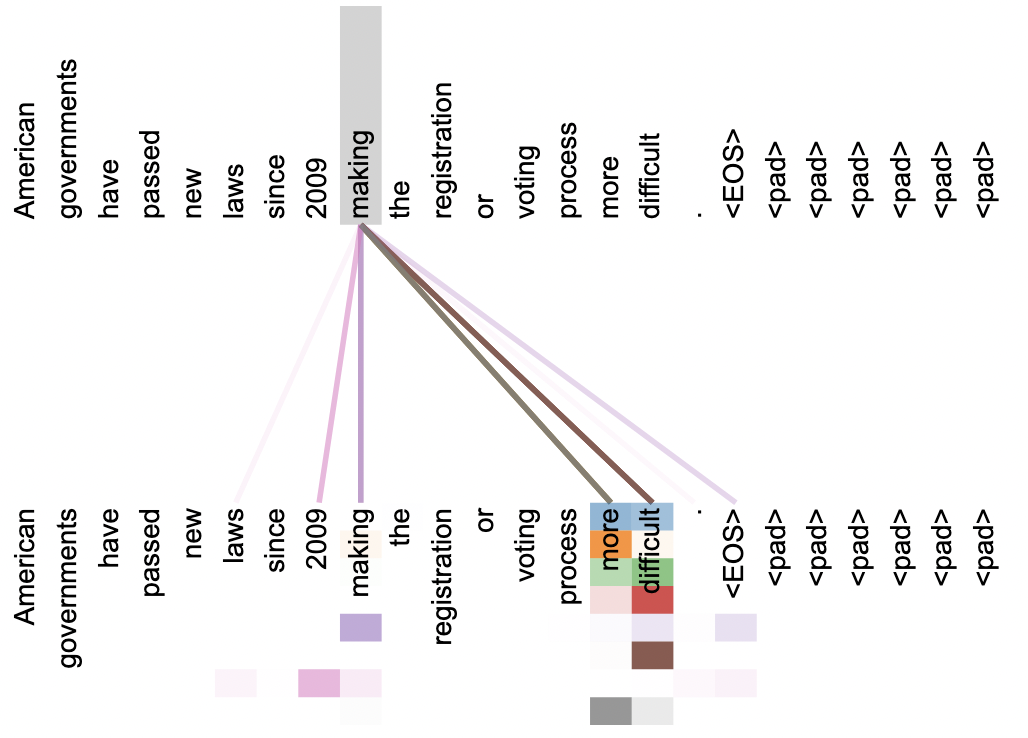 American governments have passed new laws since 2009 making the registration or voting process more difficult . <EOS> <pad> <pad> <pad> <pad> <pad> <pad>
American governments have passed new laws since 2009 making the registration or voting process more difficult . <EOS> <pad> <pad> <pad> <pad> <pad> <pad>